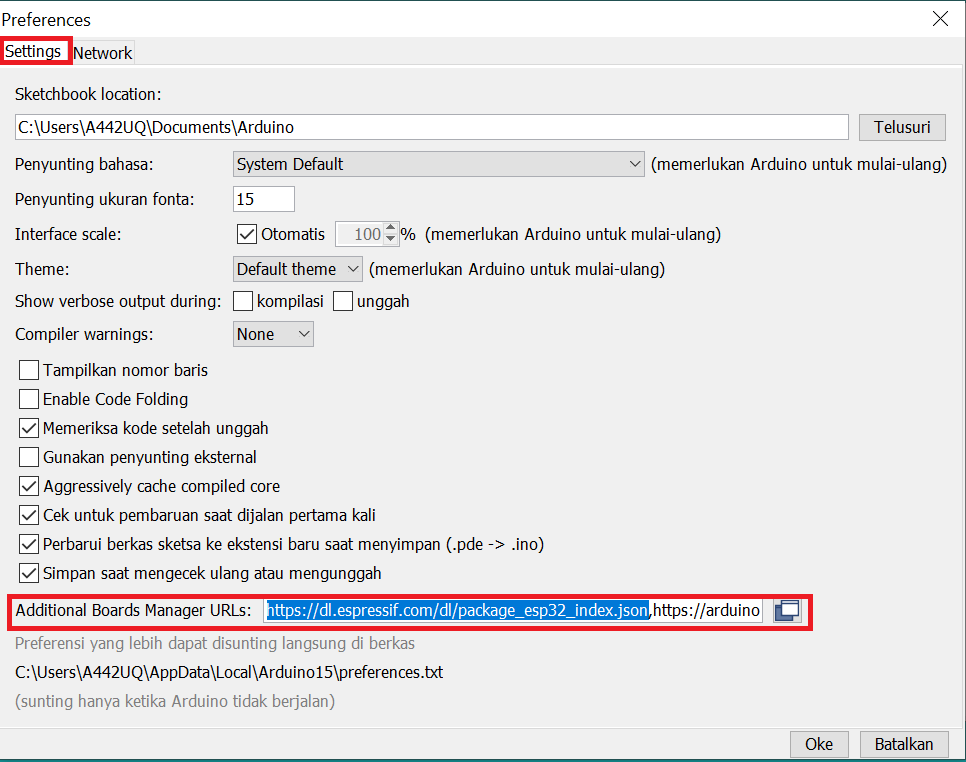 Preferences
Settings Network
Sketchbook location:
C:\Users\A442UQ\Documents\Arduino Telusuri
Penyunting bahasa: System Default (memerlukan Arduino untuk mulai-ulang)
Penyunting ukuran fonta: 15
Interface scale: Otomatis 100 % (memerlukan Arduino untuk mulai-ulang)
Theme: Default theme (memerlukan Arduino untuk mulai-ulang)
Show verbose output during: kompilasi unggah
Compiler warnings: None
Tampilkan nomor baris
Enable Code Folding
Memeriksa kode setelah unggah
Gunakan penyunting eksternal
Aggressively cache compiled core
Cek untuk pembaruan saat dijalan pertama kali
Perbarui berkas sketsa ke ekstensi baru saat menyimpan (.pde -> .ino)
Simpan saat mengecek ulang atau mengunggah
Additional Boards Manager URLs: https://dl.espressif.com/dl/package_esp32_index.json,https://arduino
Preferensi yang lebih dapat disunting langsung di berkas
C:\Users\A442UQ\AppData\Local\Arduino15\preferences.txt
(sunting hanya ketika Arduino tidak berjalan)
Oke Batalkan